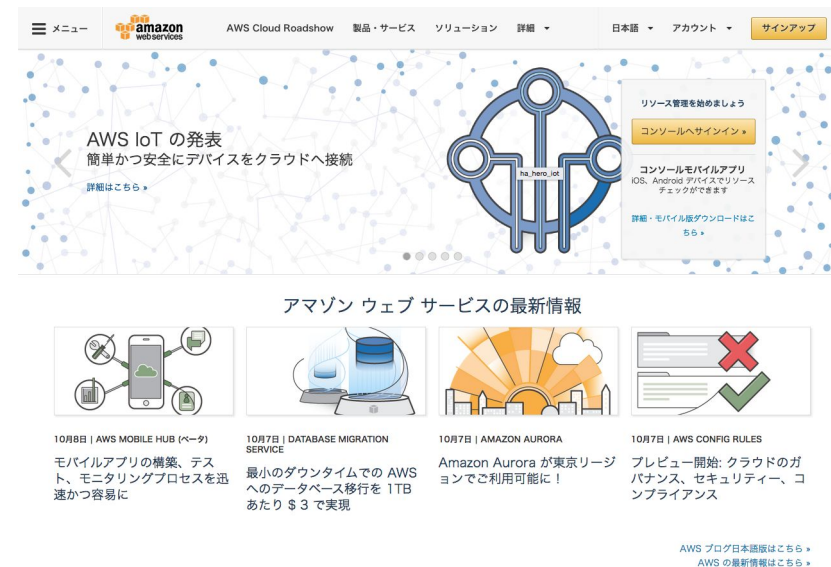 メニュー
amazon
webservices
AWS Cloud Roadshow
製品・サービス
ソリューション
詳細
日本語
アカウント
サインアップ
AWS IoT の発表
簡単かつ安全にデバイスをクラウドへ接続
詳細はこちら »
ha_hero_iot
リソース管理を始めましょう
コンソールへサインイン »
コンソールモバイルアプリ
iOS、Android デバイスでリソース
チェックができます
詳細・モバイル版ダウンロードはこ
ちら »
アマゾン ウェブ サービスの最新情報
10月8日 | AWS MOBILE HUB (ベータ)
モバイルアプリの構築、テス
ト、モニタリングプロセスを迅
速かつ容易に
10月7日 | DATABASE MIGRATION
SERVICE
最小のダウンタイムでの AWS
へのデータベース移行を 1TB
あたり $ 3 で実現
10月7日 | AMAZON AURORA
Amazon Aurora が東京リージ
ョンでご利用可能に！
10月7日 | AWS CONFIG RULES
プレビュー開始: クラウドのガ
バナンス、セキュリティー、コ
ンプライアンス
AWS ブログ日本語版はこちら »
AWS の最新情報はこちら »